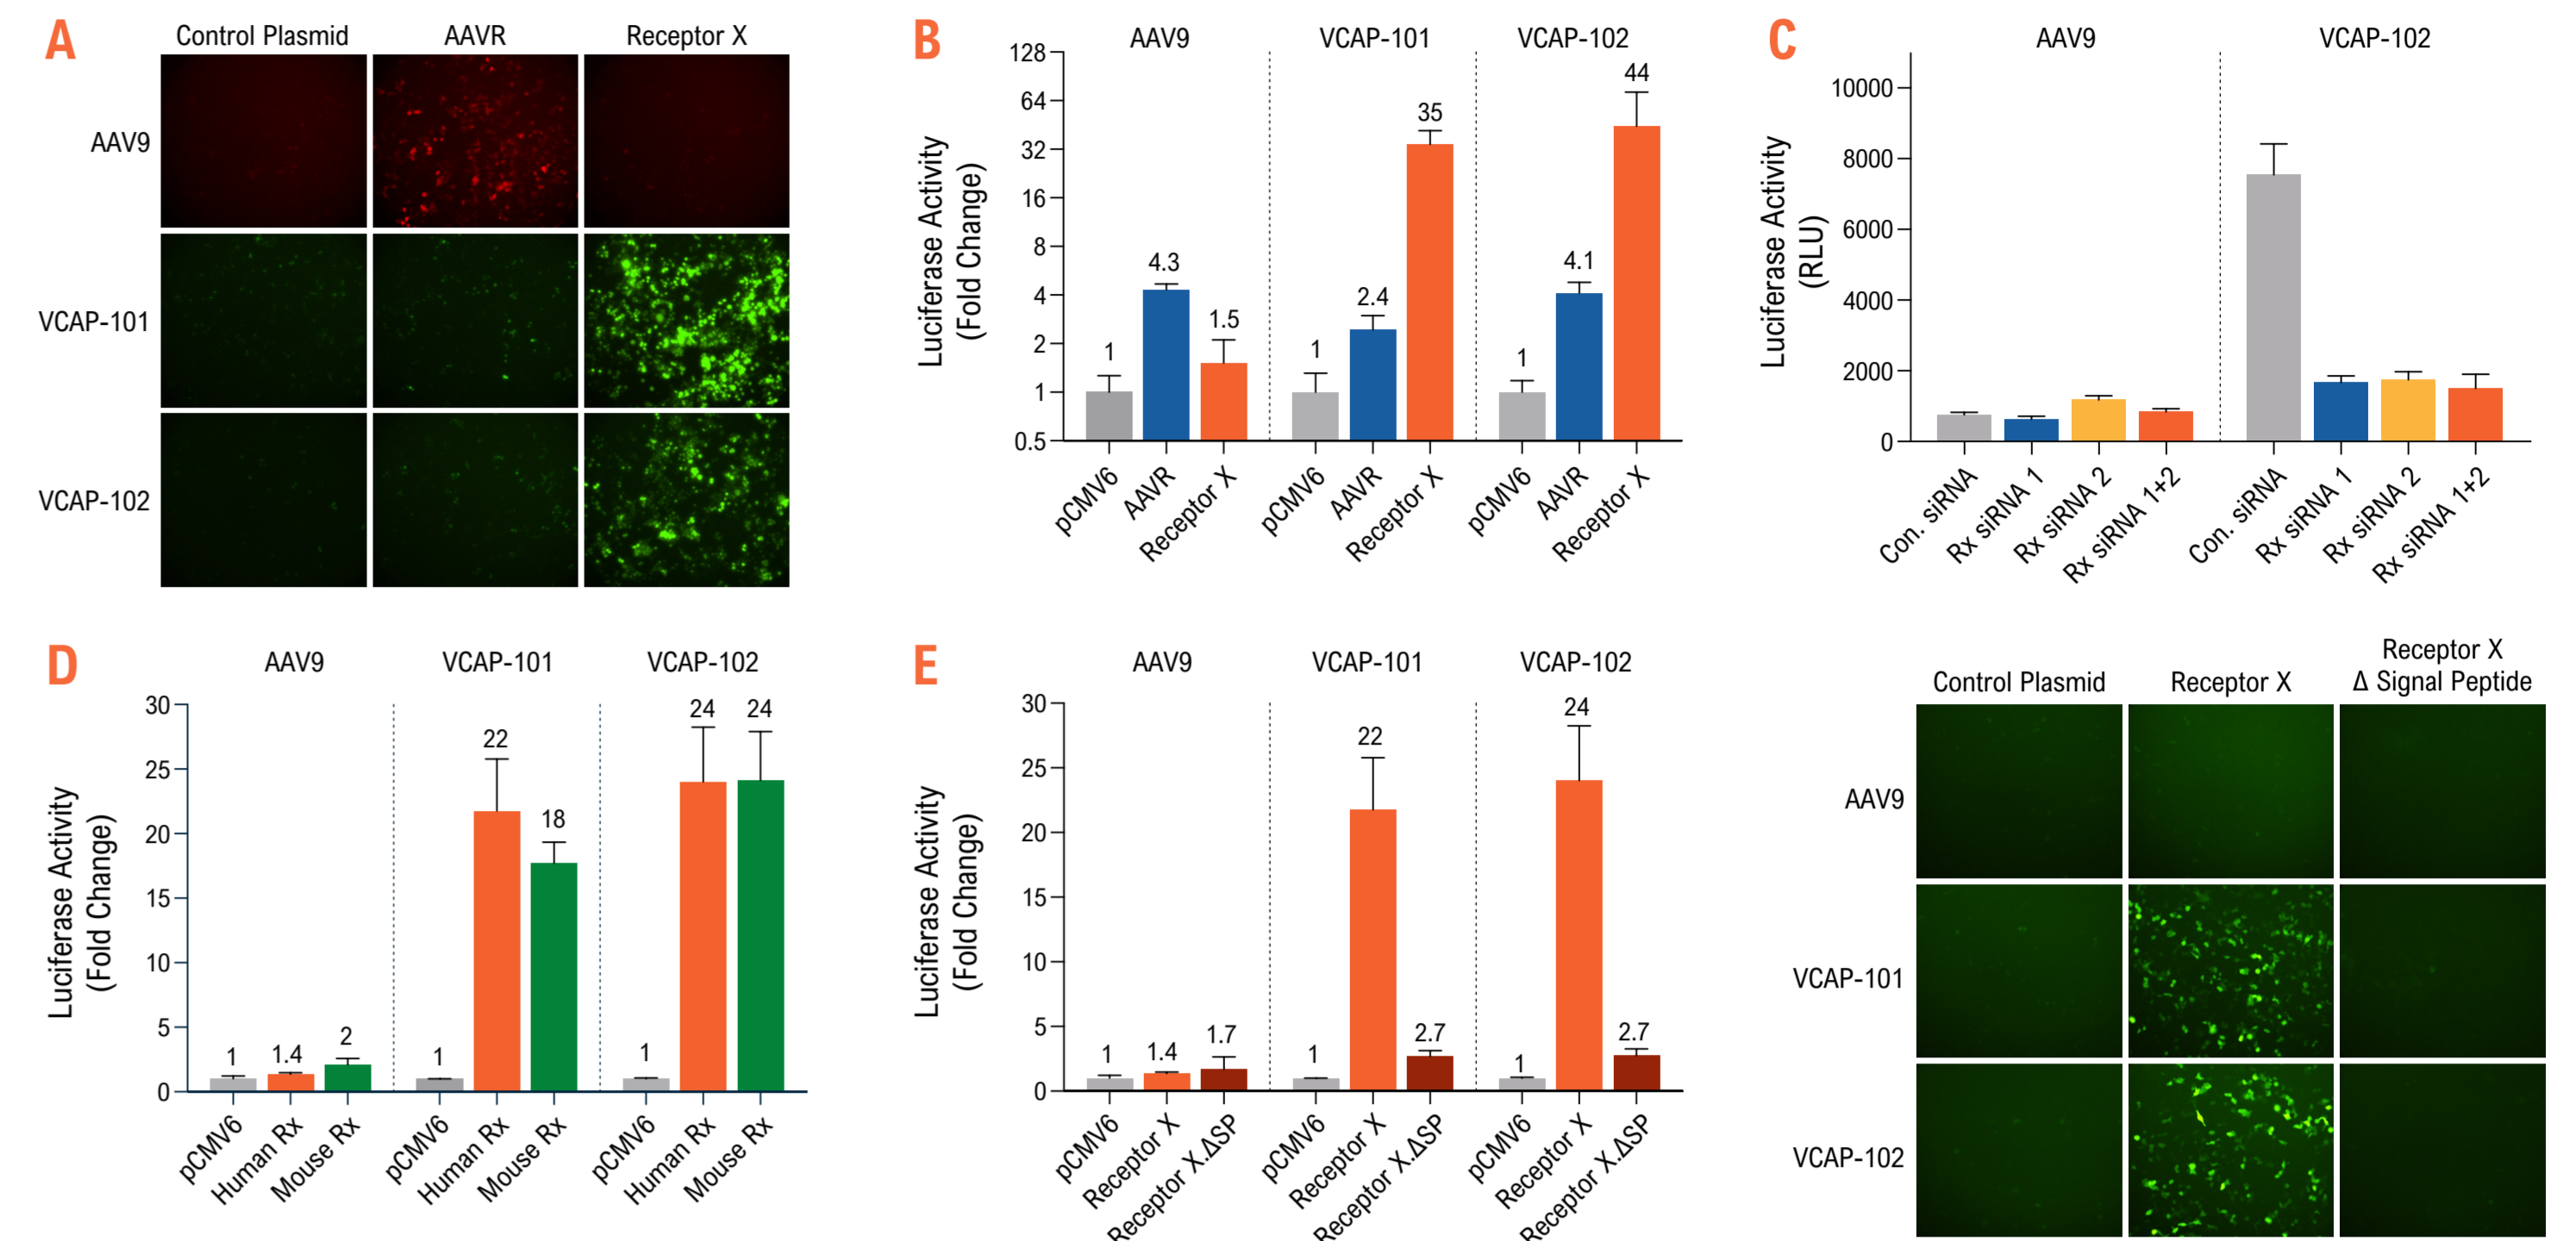 A
Control Plasmid AAVR Receptor X
AAV9
VCAP-101
VCAP-102
B
AAV9 VCAP-101 VCAP-102
Luciferase Activity
(Fold Change)
128
64
32
16
8
4
2
1
0.5
1 4.3 1.5 1 2.4 35 1 4.1 44
pCMV6 AAVR Receptor X pCMV6 AAVR Receptor X pCMV6 AAVR Receptor X
C
AAV9 VCAP-102
Luciferase Activity
(RLU)
10000
8000
6000
4000
2000
0
Con. siRNA Rx siRNA 1 Rx siRNA 2 Rx siRNA 1+2 Con. siRNA Rx siRNA 1 Rx siRNA 2 Rx siRNA 1+2
D
AAV9 VCAP-101 VCAP-102
Luciferase Activity
(Fold Change)
30
25
20
15
10
5
0
1 1.4 2 1 22 18 1 24 24
pCMV6 Human Rx Mouse Rx pCMV6 Human Rx Mouse Rx pCMV6 Human Rx Mouse Rx
E
AAV9 VCAP-101 VCAP-102
Luciferase Activity
(Fold Change)
30
25
20
15
10
5
0
1 1.4 1.7 1 22 2.7 1 24 2.7
pCMV6 Receptor X Receptor X.ΔSP pCMV6 Receptor X Receptor X.ΔSP pCMV6 Receptor X Receptor X.ΔSP
Control Plasmid Receptor X Receptor X
Δ Signal Peptide
AAV9
VCAP-101
VCAP-102